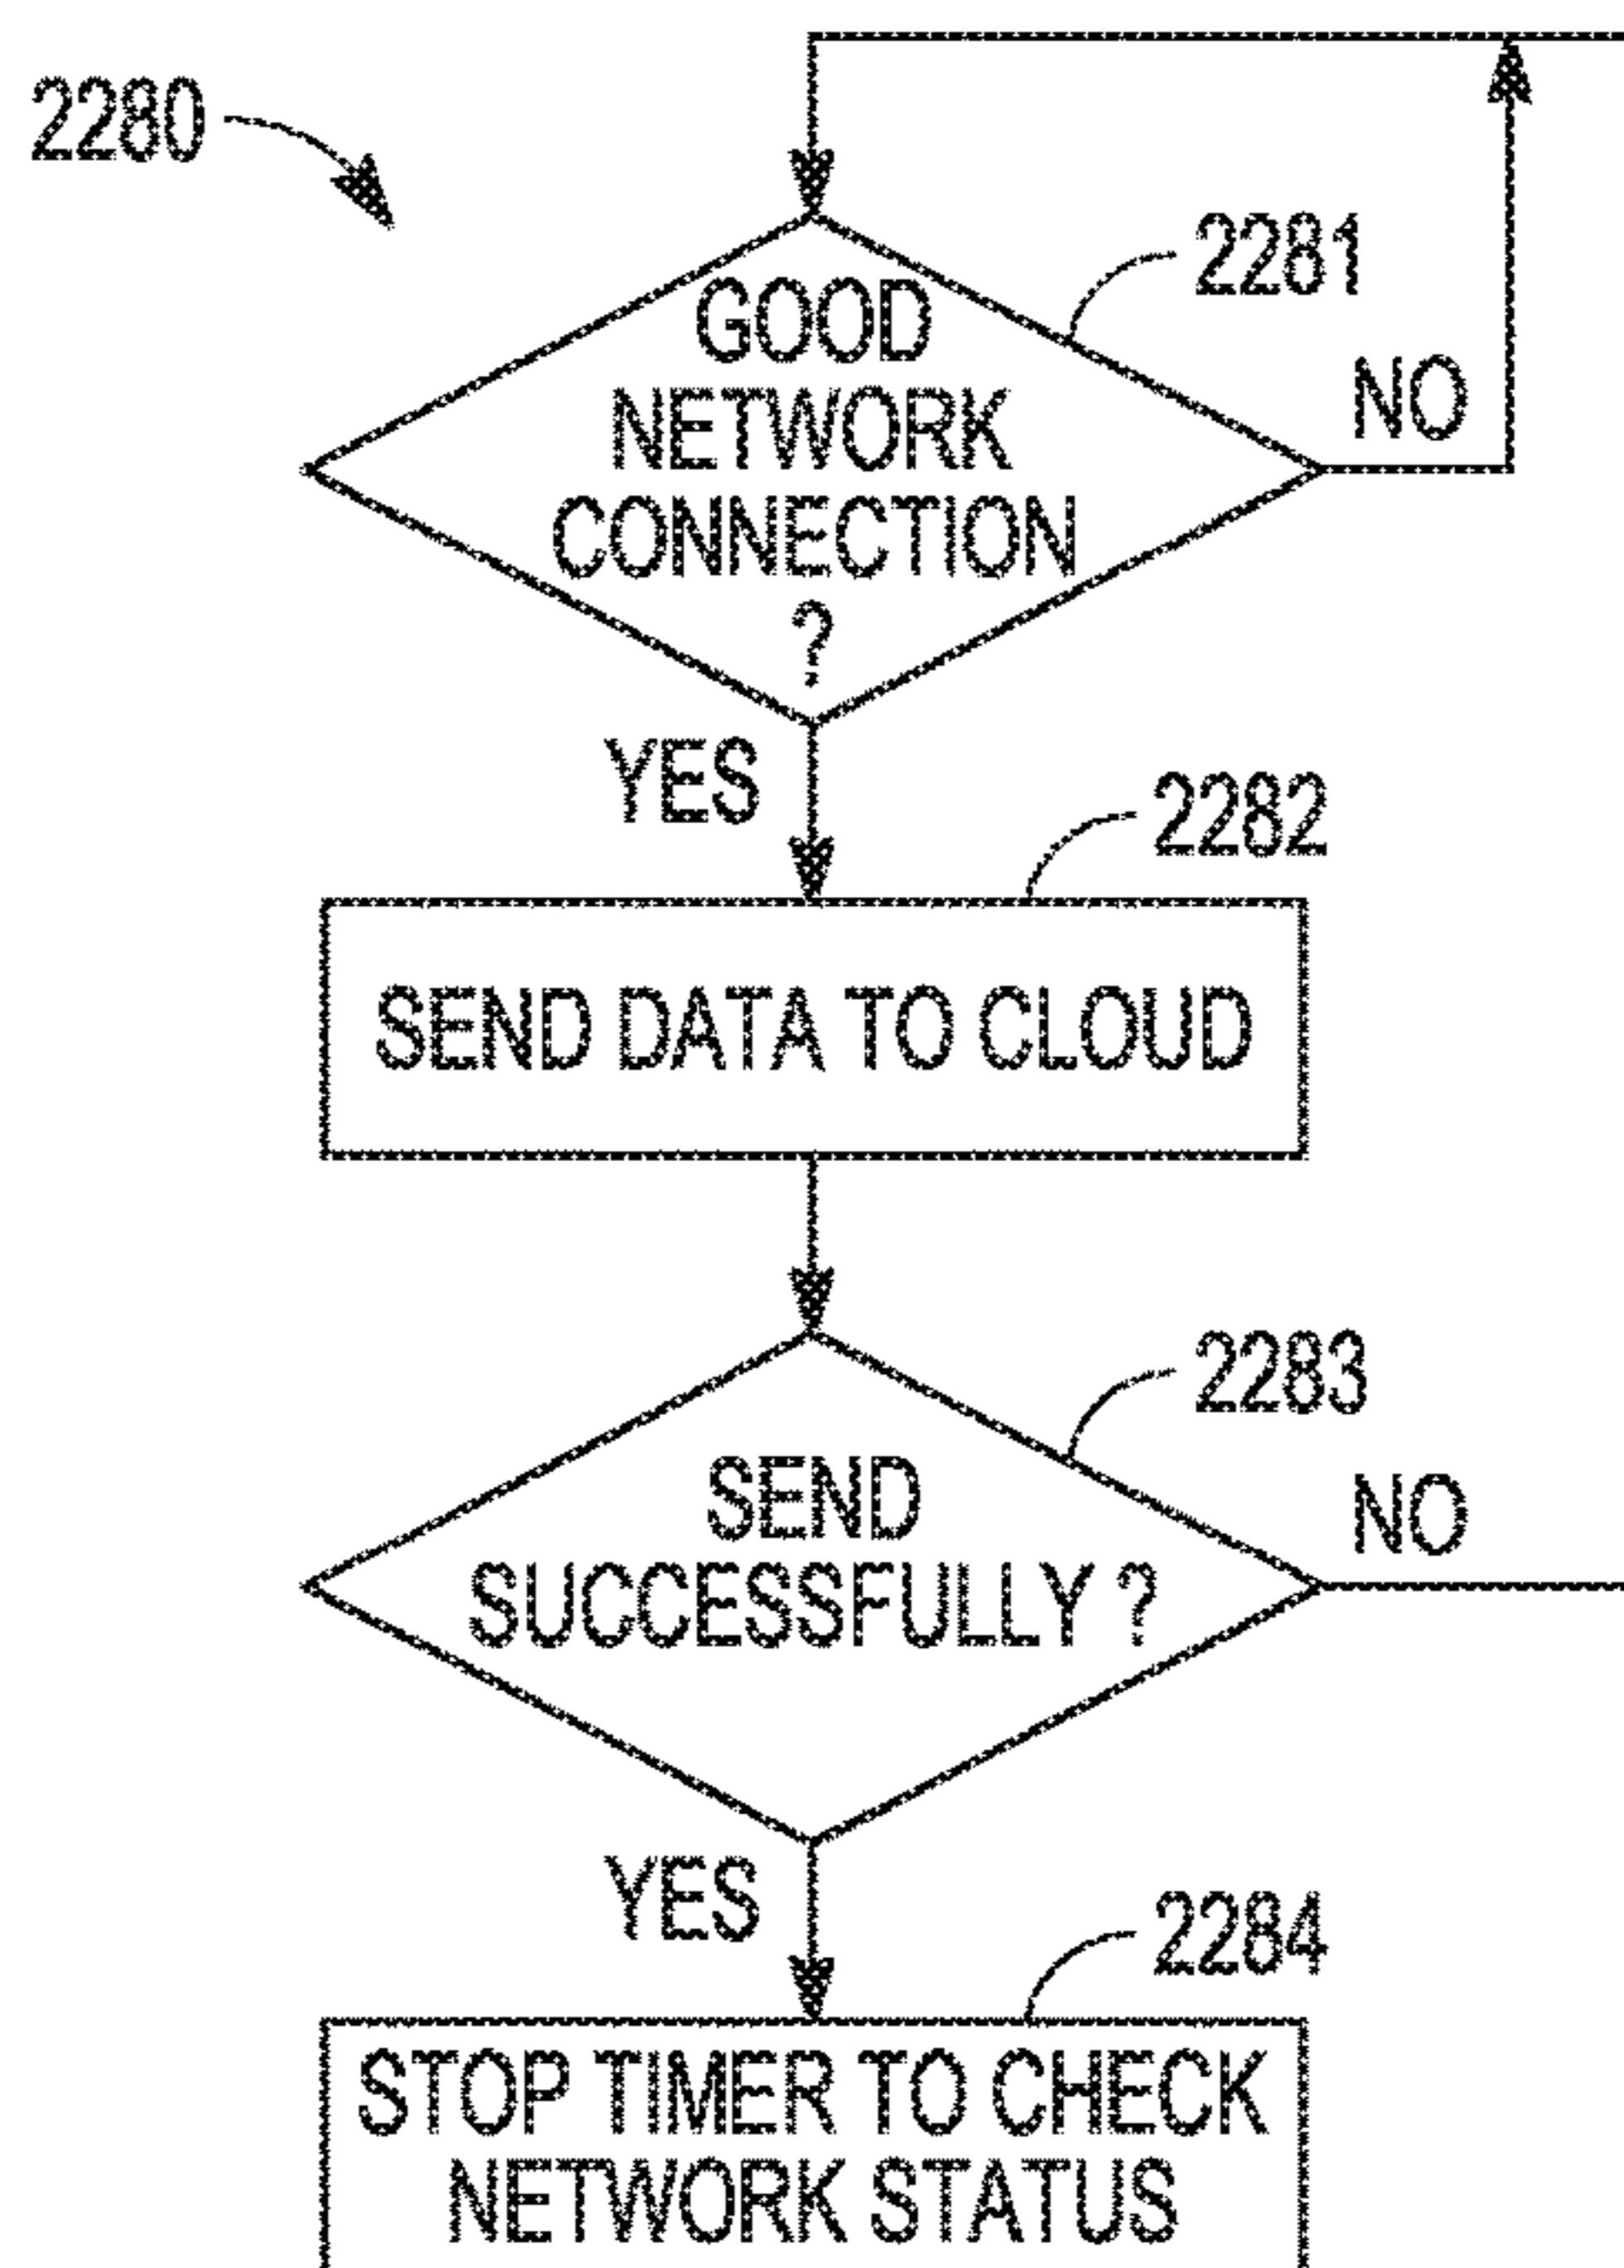 2280
2281
GOOD
NETWORK
CONNECTION
?
NO
YES
2282
SEND DATA TO CLOUD
2283
SEND
SUCCESSFULLY ?
NO
YES
2284
STOP TIMER TO CHECK
NETWORK STATUS